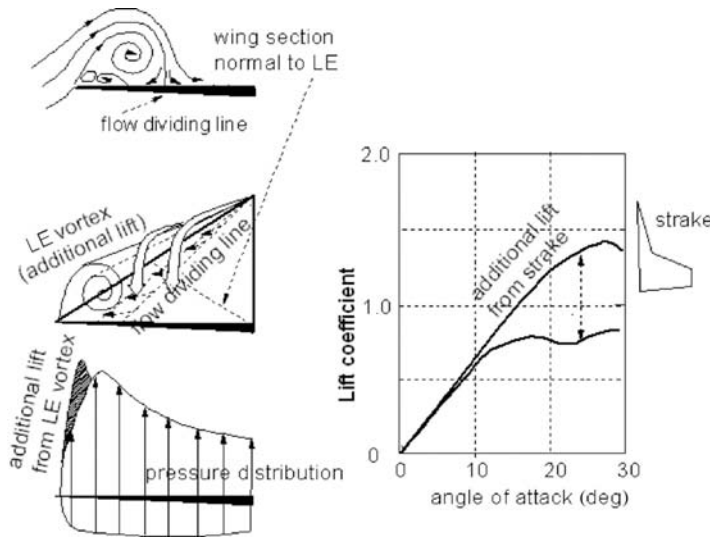 wing section
normal to LE
flow dividing line
LE vortex
(additional lift)
flow dividing line
additional lift
from LE vortex
pressure distribution
2.0
1.0
0
Lift coefficient
additional lift
from strake
strake
0
10
20
30
angle of attack (deg)